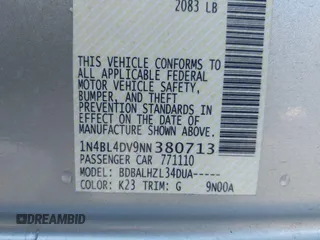 2083 LB
THIS VEHICLE CONFORMS TO
ALL APPLICABLE FEDERAL
MOTOR VEHICLE SAFETY,
BUMPER, AND THEFT
PREVENTION STANDARDS IN
EFFECT ON THE DATE OF
MANUFACTURE SHOWN ABOVE.
1N4BL4DV9NN380713
PASSENGER CAR 771110
MODEL: BDBALHZL34DUA-----
COLOR: K23 TRIM: G 9N00A
DREAMBID